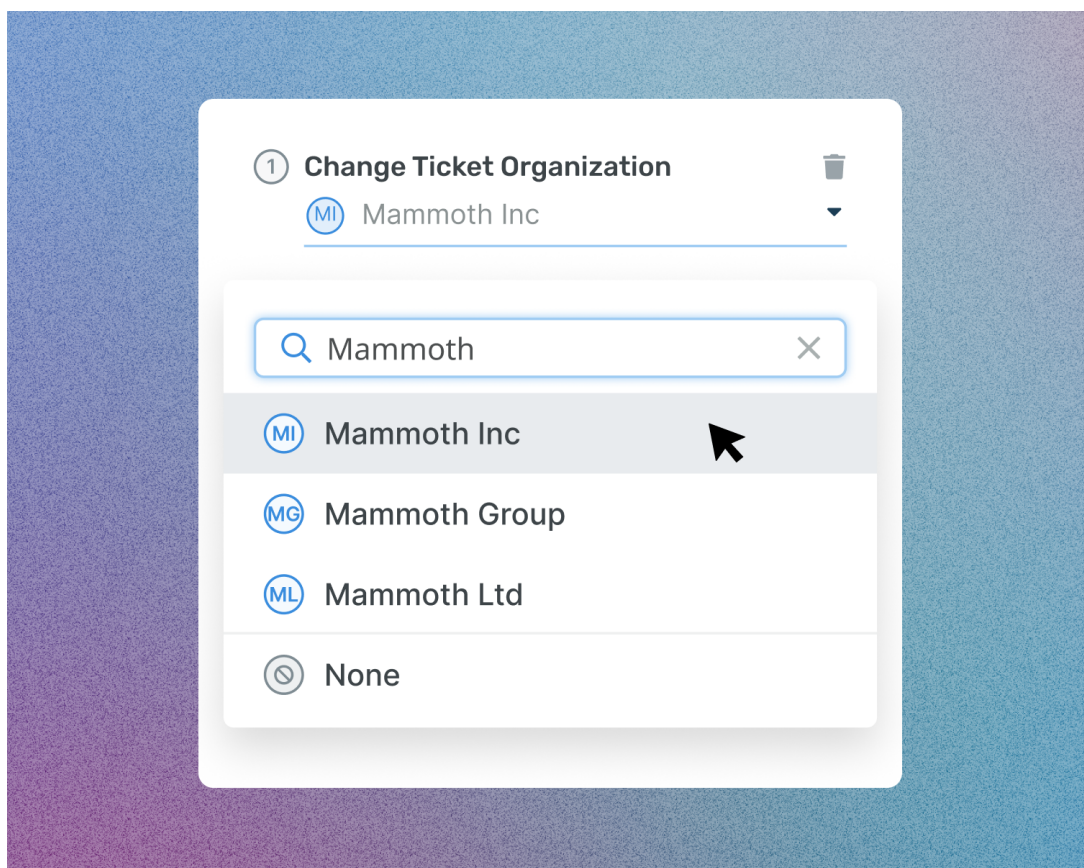 1 Change Ticket Organization
MI Mammoth Inc
Mammoth
MI Mammoth Inc
MG Mammoth Group
ML Mammoth Ltd
None